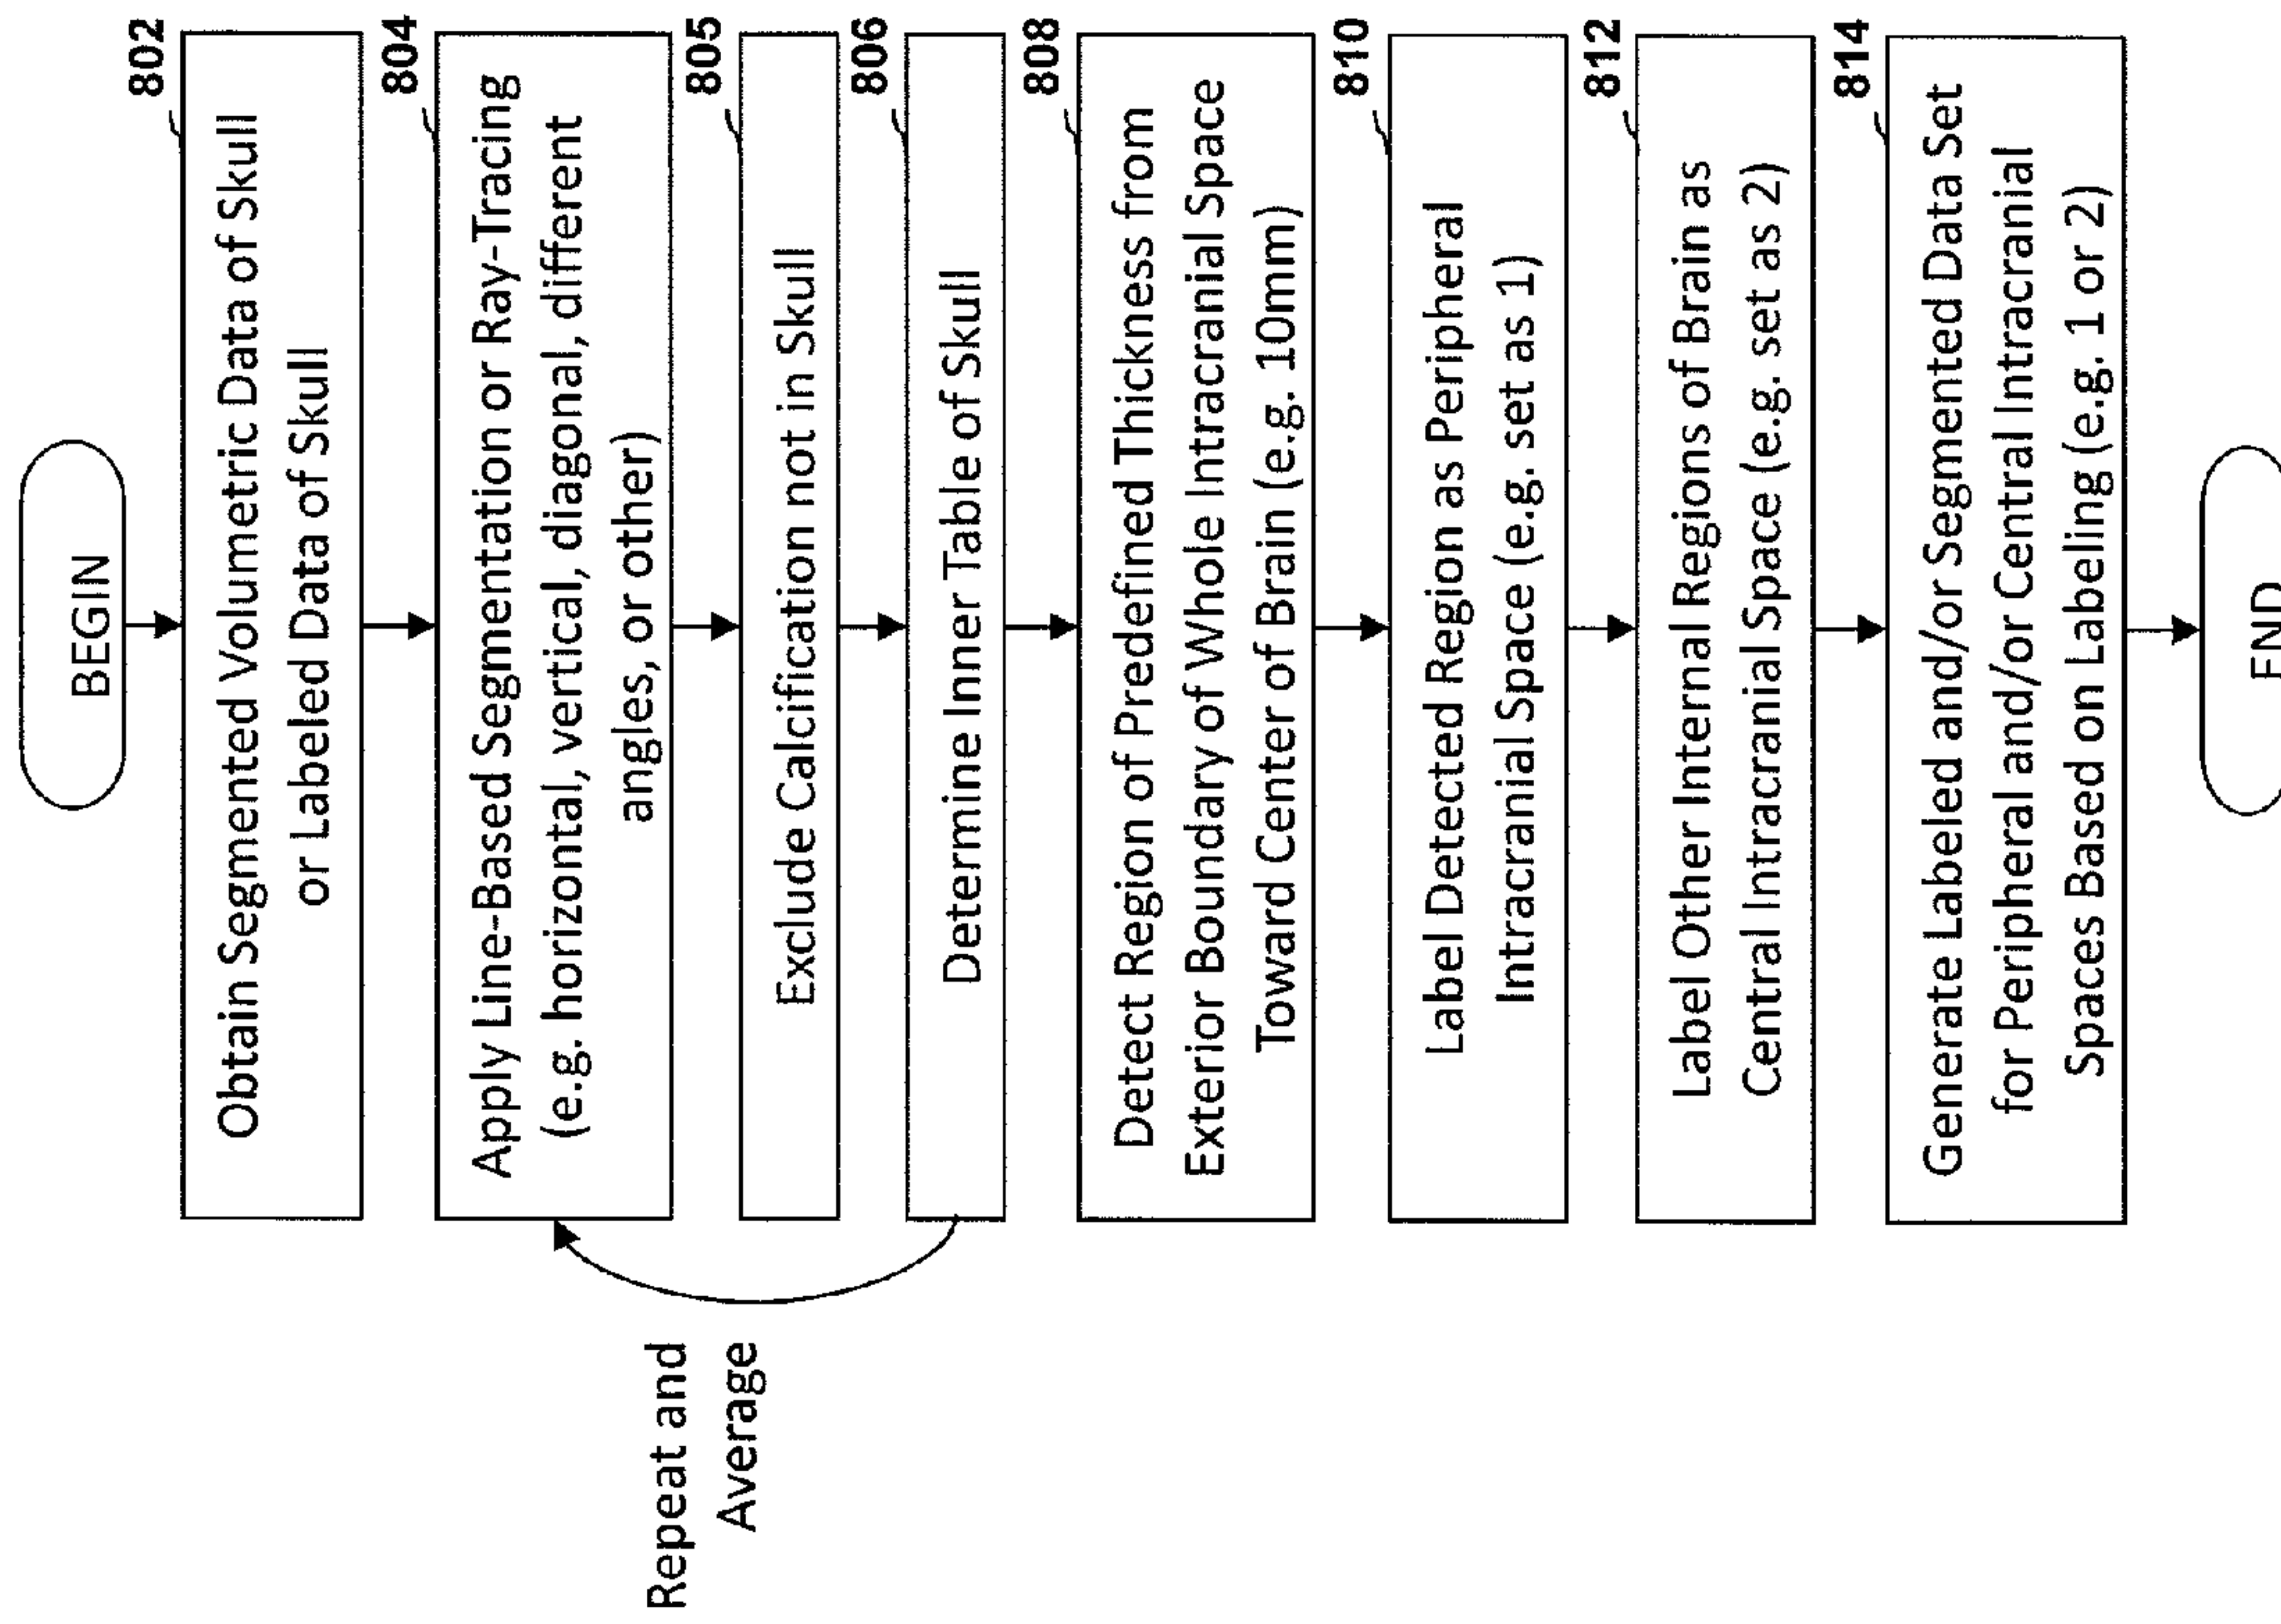 BEGIN
802
Obtain Segmented Volumetric Data of Skull
or Labeled Data of Skull
804
Apply Line-Based Segmentation or Ray-Tracing
(e.g. horizontal, vertical, diagonal, different
angles, or other)
805
Exclude Calcification not in Skull
806
Determine Inner Table of Skull
Repeat and
Average
808
Detect Region of Predefined Thickness from
Exterior Boundary of Whole Intracranial Space
Toward Center of Brain (e.g. 10mm)
810
Label Detected Region as Peripheral
Intracranial Space (e.g. set as 1)
812
Label Other Internal Regions of Brain as
Central Intracranial Space (e.g. set as 2)
814
Generate Labeled and/or Segmented Data Set
for Peripheral and/or Central Intracranial
Spaces Based on Labeling (e.g. 1 or 2)
END